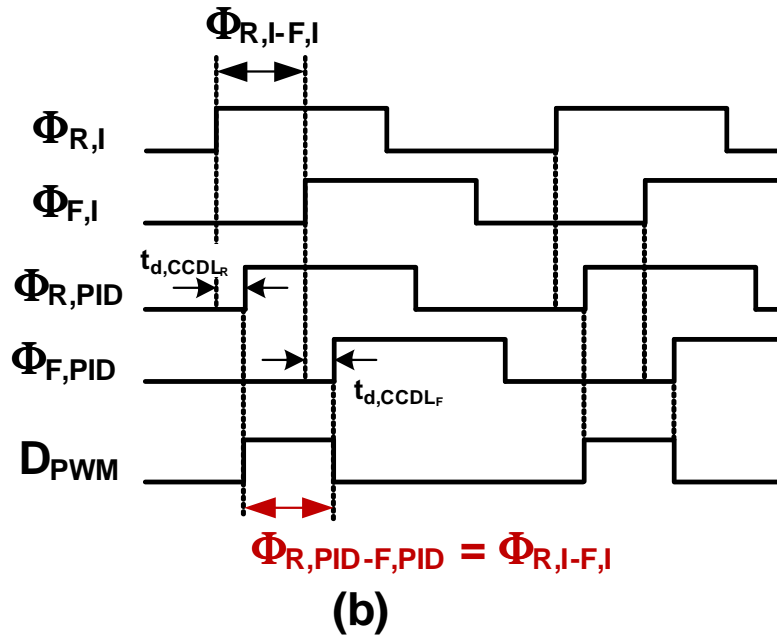 ΦR,I-F,I
ΦR,I
ΦF,I
td,CCDLR
ΦR,PID
ΦF,PID
td,CCDLF
DPWM
ΦR,PID-F,PID = ΦR,I-F,I
(b)